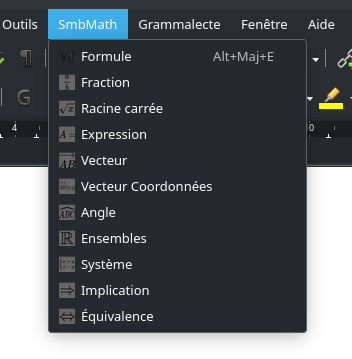 Outils SmbMath Grammalecte Fenêtre Aide
Formule Alt+Maj+E
Fraction
Racine carrée
Expression
Vecteur
Vecteur Coordonnées
Angle
Ensembles
Système
Implication
Équivalence
G
4